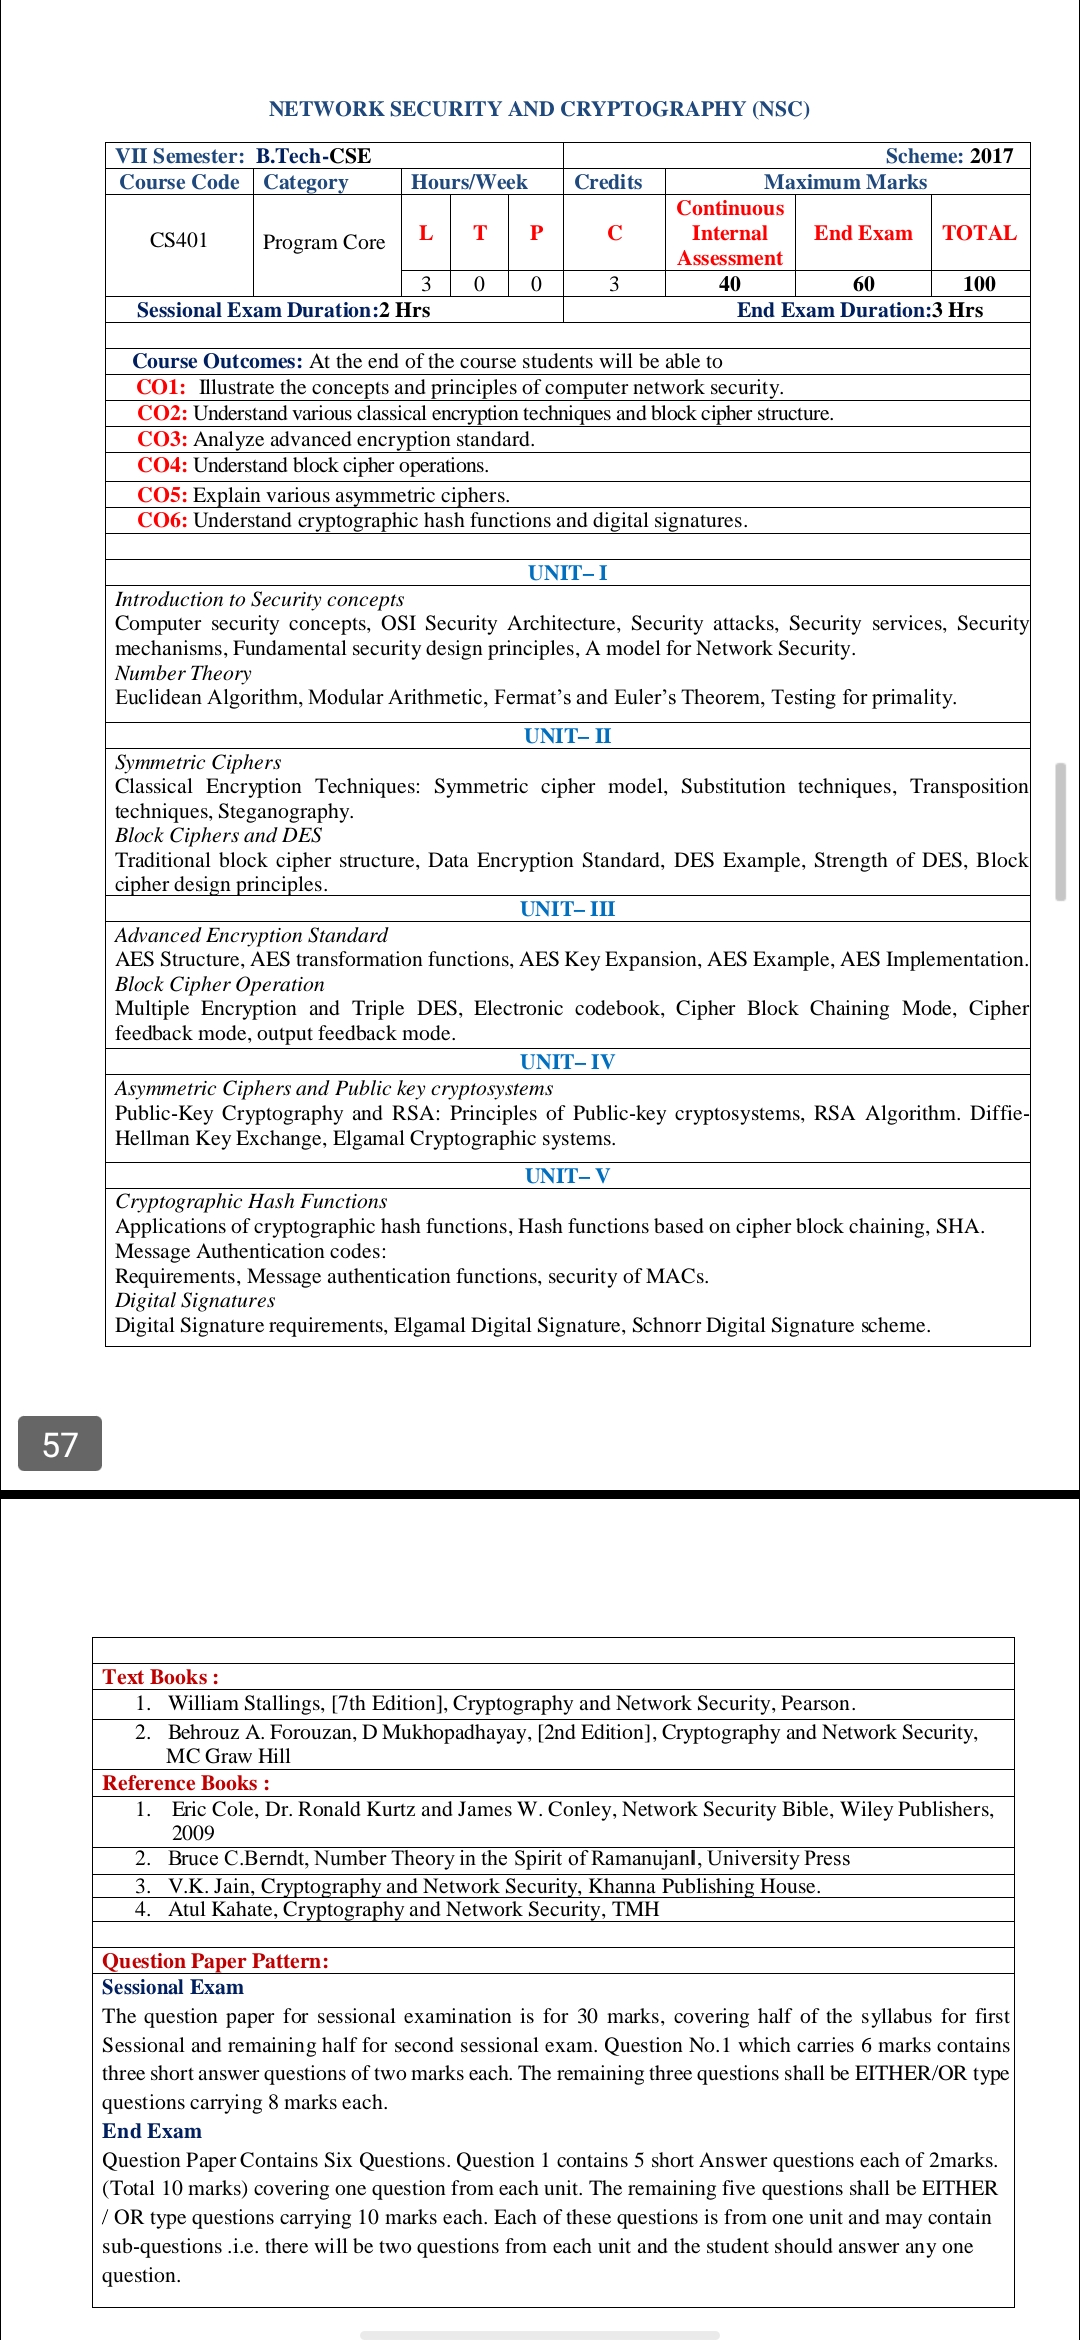 NETWORK SECURITY AND CRYPTOGRAPHY (NSC)
VII Semester: B.Tech-CSE Scheme: 2017
Course Code Category Hours/Week Credits Maximum Marks
CS401 Program Core L T P C Continuous Internal Assessment End Exam TOTAL
3 0 0 3 40 60 100
Sessional Exam Duration:2 Hrs End Exam Duration:3 Hrs
Course Outcomes: At the end of the course students will be able to
CO1: Illustrate the concepts and principles of computer network security.
CO2: Understand various classical encryption techniques and block cipher structure.
CO3: Analyze advanced encryption standard.
CO4: Understand block cipher operations.
CO5: Explain various asymmetric ciphers.
CO6: Understand cryptographic hash functions and digital signatures.
UNIT– I
Introduction to Security concepts
Computer security concepts, OSI Security Architecture, Security attacks, Security services, Security
mechanisms, Fundamental security design principles, A model for Network Security.
Number Theory
Euclidean Algorithm, Modular Arithmetic, Fermat’s and Euler’s Theorem, Testing for primality.
UNIT– II
Symmetric Ciphers
Classical Encryption Techniques: Symmetric cipher model, Substitution techniques, Transposition
techniques, Steganography.
Block Ciphers and DES
Traditional block cipher structure, Data Encryption Standard, DES Example, Strength of DES, Block
cipher design principles.
UNIT– III
Advanced Encryption Standard
AES Structure, AES transformation functions, AES Key Expansion, AES Example, AES Implementation.
Block Cipher Operation
Multiple Encryption and Triple DES, Electronic codebook, Cipher Block Chaining Mode, Cipher
feedback mode, output feedback mode.
UNIT– IV
Asymmetric Ciphers and Public key cryptosystems
Public-Key Cryptography and RSA: Principles of Public-key cryptosystems, RSA Algorithm. Diffie-
Hellman Key Exchange, Elgamal Cryptographic systems.
UNIT– V
Cryptographic Hash Functions
Applications of cryptographic hash functions, Hash functions based on cipher block chaining, SHA.
Message Authentication codes:
Requirements, Message authentication functions, security of MACs.
Digital Signatures
Digital Signature requirements, Elgamal Digital Signature, Schnorr Digital Signature scheme.
57
Text Books :
1. William Stallings, [7th Edition], Cryptography and Network Security, Pearson.
2. Behrouz A. Forouzan, D Mukhopadhayay, [2nd Edition], Cryptography and Network Security,
MC Graw Hill
Reference Books :
1. Eric Cole, Dr. Ronald Kurtz and James W. Conley, Network Security Bible, Wiley Publishers,
2009
2. Bruce C.Berndt, Number Theory in the Spirit of Ramanujanl, University Press
3. V.K. Jain, Cryptography and Network Security, Khanna Publishing House.
4. Atul Kahate, Cryptography and Network Security, TMH
Question Paper Pattern:
Sessional Exam
The question paper for sessional examination is for 30 marks, covering half of the syllabus for first
Sessional and remaining half for second sessional exam. Question No.1 which carries 6 marks contains
three short answer questions of two marks each. The remaining three questions shall be EITHER/OR type
questions carrying 8 marks each.
End Exam
Question Paper Contains Six Questions. Question 1 contains 5 short Answer questions each of 2marks.
(Total 10 marks) covering one question from each unit. The remaining five questions shall be EITHER
/ OR type questions carrying 10 marks each. Each of these questions is from one unit and may contain
sub-questions .i.e. there will be two questions from each unit and the student should answer any one
question.